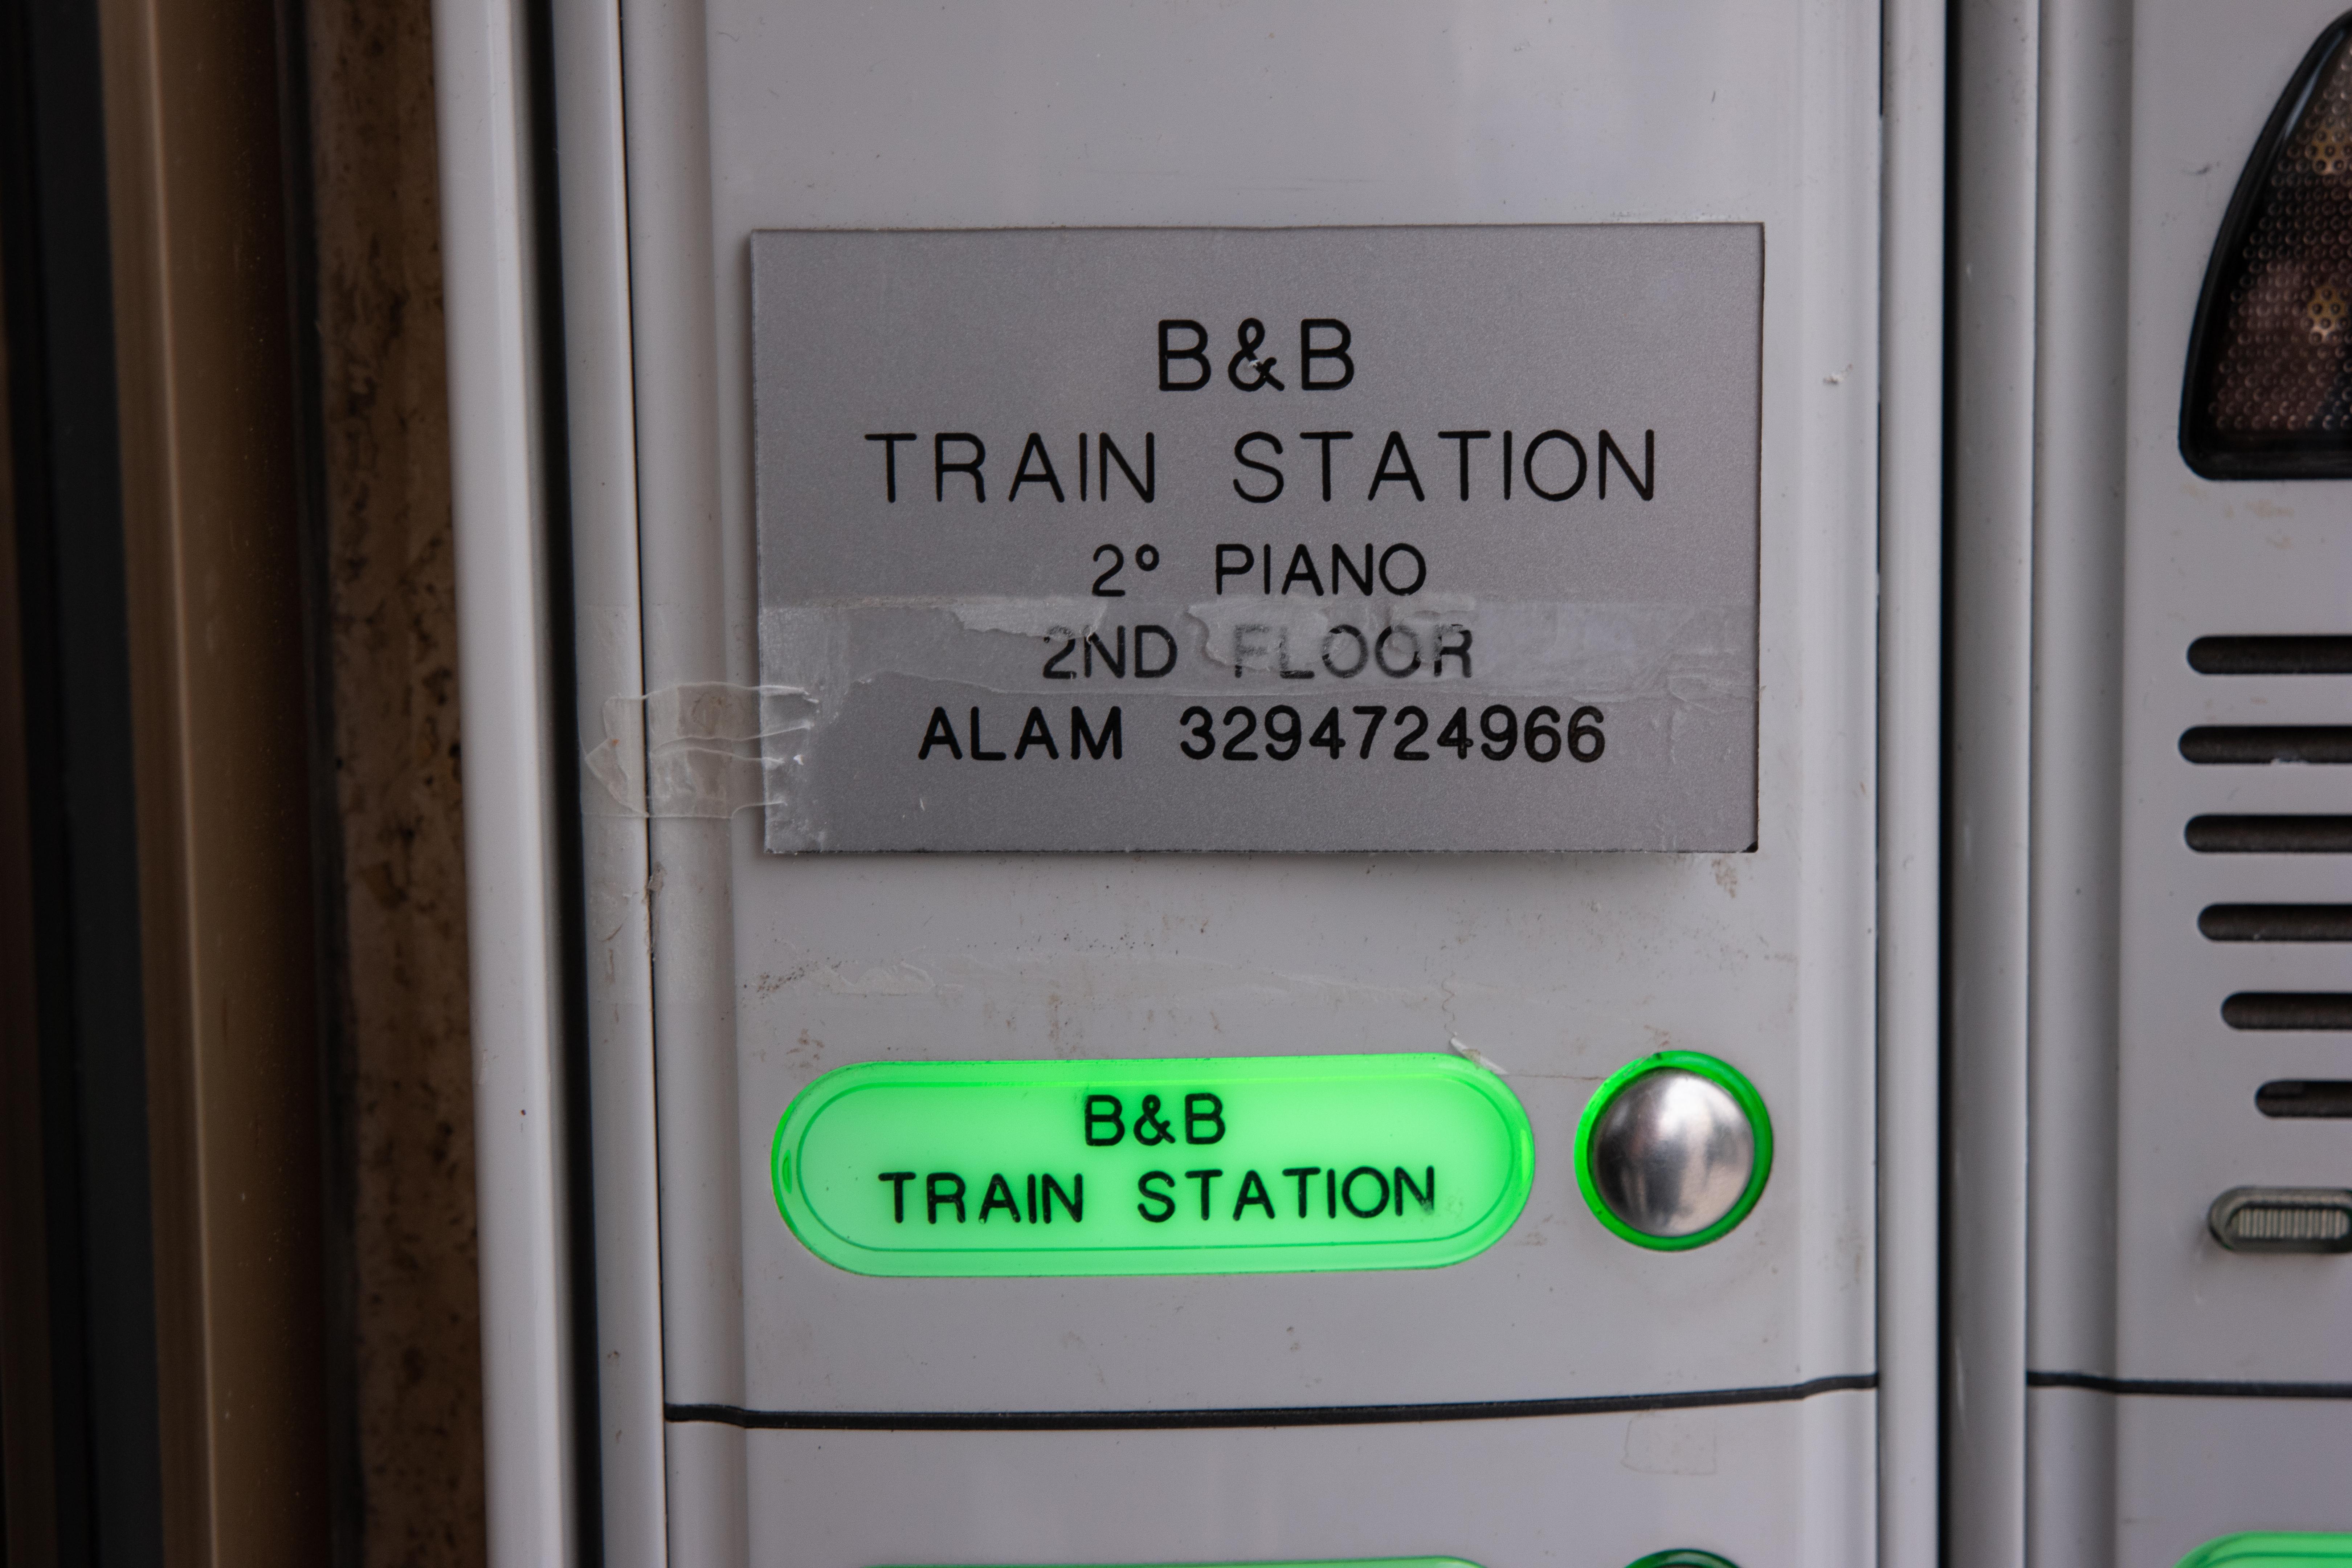 B&B
TRAIN STATION
2° PIANO
2ND FLOOR
ALAM 3294724966
B&B
TRAIN STATION